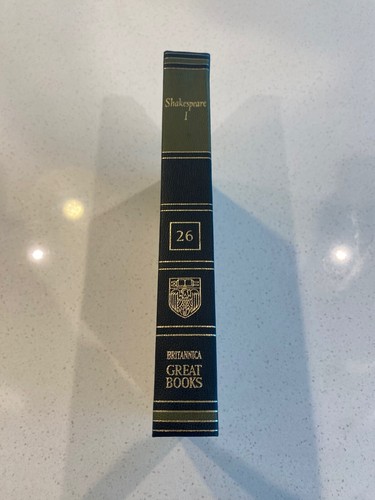 Shakespeare
I
26
BRITANNICA
GREAT
BOOKS